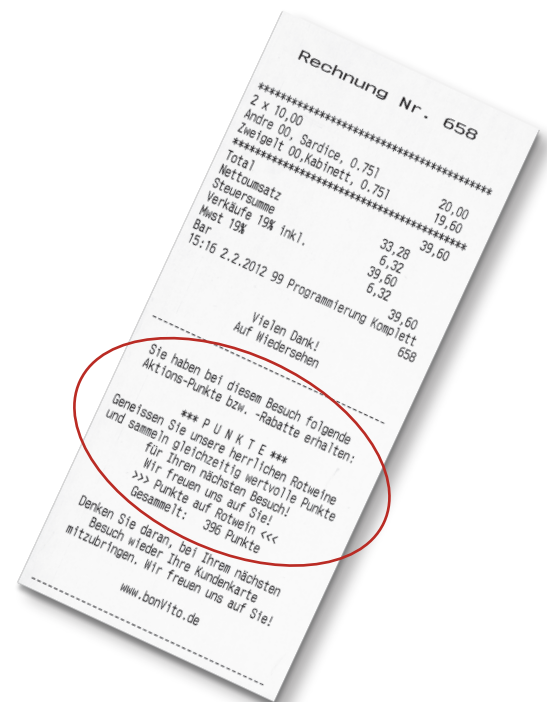 Rechnung Nr. 658
****************************************
2 x 10,00
Andre 00, Sardice, 0.75l 20,00
Zweigelt 00,Kabinett, 0.75l 19,60
****************************************
Total 39,60
Nettoumsatz 33,28
Steuersumme 6,32
Verkäufe 19% inkl. 39,60
Mwst 19% 6,32
Bar 39,60
15:16 2.2.2012 99 Programmierung Komplett
658
Vielen Dank!
Auf Wiedersehen
----------------------------------------
Sie haben bei diesem Besuch folgende
Aktions-Punkte bzw. -Rabatte erhalten:
*** P U N K T E ***
Geneissen Sie unsere herrlichen Rotweine
und sammeln gleichzeitig wertvolle Punkte
für Ihren nächsten Besuch!
Wir freuen uns auf Sie!
>>> Punkte auf Rotwein <<<
Gesammelt: 396 Punkte
Denken Sie daran, bei Ihrem nächsten
Besuch wieder Ihre Kundenkarte
mitzubringen. Wir freuen uns auf Sie!
www.bonVito.de
----------------------------------------